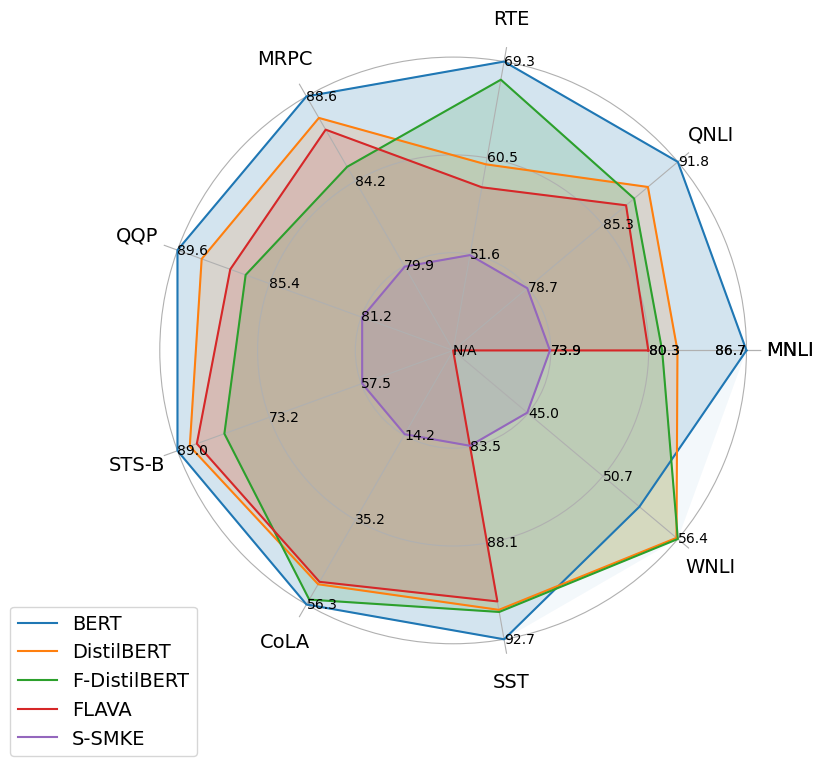 RTE
MRPC
69.3
88.6
QNLI
60.5
91.8
84.2
QQP
85.3
89.6
51.6
79.9
85.4
78.7
81.2
N/A
73.9
80.3
86.7
MNLI
57.5
45.0
73.2
14.2
83.5
STS-B
89.0
50.7
35.2
88.1
56.4
WNLI
56.3
CoLA
92.7
SST
BERT
DistilBERT
F-DistilBERT
FLAVA
S-SMKE